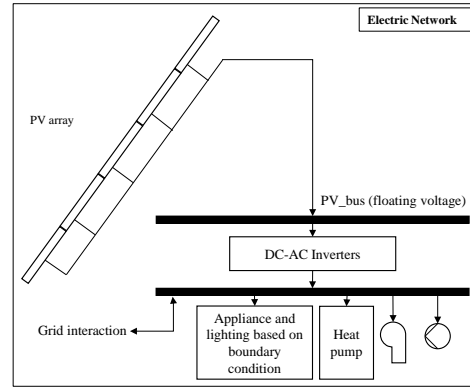 Electric Network
PV array
PV_bus (floating voltage)
DC-AC Inverters
Grid interaction
Appliance and
lighting based on
boundary
condition
Heat
pump